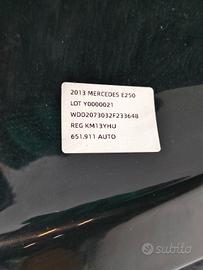 2013 MERCEDES E250
LOT Y0000021
WDD2073032F233648
REG KM13YHU
651.911 AUTO
subito